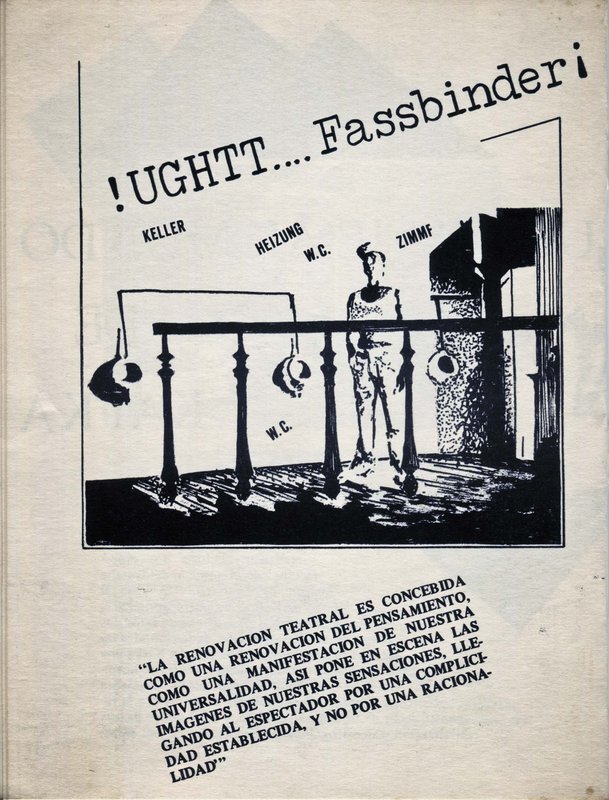 !UGHTT.... Fassbinder¡
KELLER
HEIZUNG
W.C.
ZIMMF
W.C.
"LA RENOVACION TEATRAL ES CONCEBIDA
COMO UNA RENOVACION DEL PENSAMIENTO,
COMO UNA MANIFESTACION DE NUESTRA
UNIVERSALIDAD, ASI PONE EN ESCENA LAS
IMAGENES DE NUESTRAS SENSACIONES, LLE-
GANDO AL ESPECTADOR POR UNA COMPLICI-
DAD ESTABLECIDA, Y NO POR UNA RACIONA-
LIDAD'"